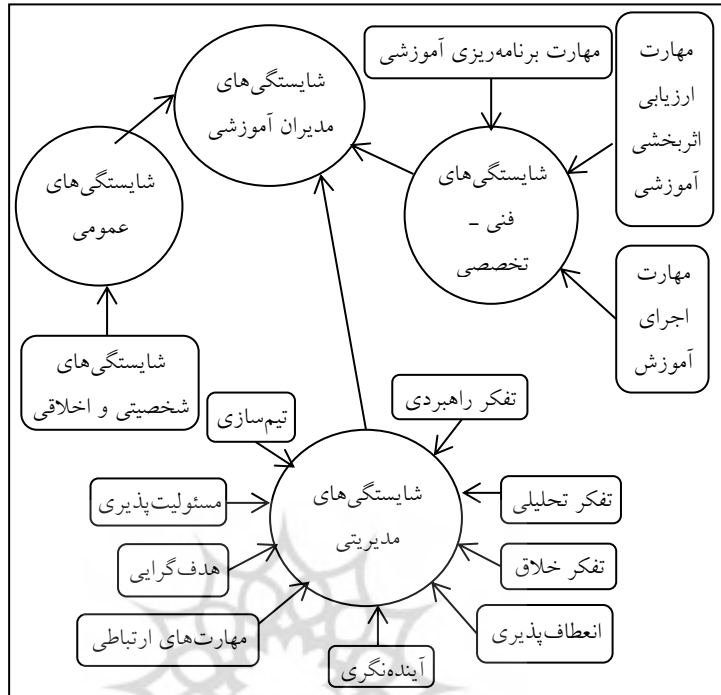 مهارت برنامه‌ریزی آموزشی
مهارت
ارزیابی
اثربخشی
آموزشی
شایستگی‌های
مدیران آموزشی
شایستگی‌های
عمومی
شایستگی‌های
فنی -
تخصصی
مهارت
اجرای
آموزش
شایستگی‌های
شخصیتی و اخلاقی
تفکر راهبردی
تیم‌سازی
شایستگی‌های
مدیریتی
تفکر تحلیلی
مسئولیت‌پذیری
تفکر خلاق
هدف‌گرایی
انعطاف‌پذیری
مهارت‌های ارتباطی
آینده‌نگری